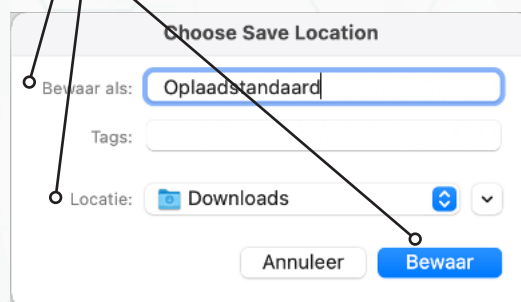 Choose Save Location
Bewaar als: Oplaadstandaard
Tags:
Locatie: Downloads
Annuleer Bewaar